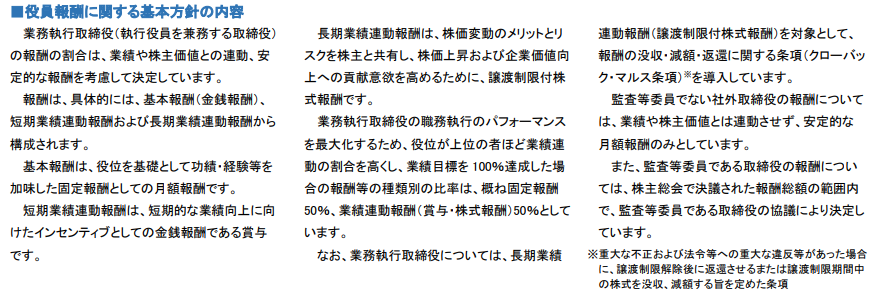 ■役員報酬に関する基本方針の内容
業務執行取締役（執行役員を兼務する取締役）
の報酬の割合は、業績や株主価値との連動、安
定的な報酬を考慮して決定しています。
報酬は、具体的には、基本報酬（金銭報酬）、
短期業績連動報酬および長期業績連動報酬から
構成されます。
基本報酬は、役位を基礎として功績・経験等を
加味した固定報酬としての月額報酬です。
短期業績連動報酬は、短期的な業績向上に向
けたインセンティブとしての金銭報酬である賞与
です。
長期業績連動報酬は、株価変動のメリットとリ
スクを株主と共有し、株価上昇および企業価値向
上への貢献意欲を高めるために、譲渡制限付株
式報酬です。
業務執行取締役の職務執行のパフォーマンス
を最大化するため、役位が上位の者ほど業績連
動の割合を高くし、業績目標を100％達成した場
合の報酬等の種類別の比率は、概ね固定報酬
50％、業績連動報酬（賞与・株式報酬）50％として
います。
なお、業務執行取締役については、長期業績
連動報酬（譲渡制限付株式報酬）を対象として、
報酬の没収・減額・返還に関する条項（クローバッ
ク・マルス条項）※を導入しています。
監査等委員でない社外取締役の報酬について
は、業績や株主価値とは連動させず、安定的な
月額報酬のみとしています。
また、監査等委員である取締役の報酬につい
ては、株主総会で決議された報酬総額の範囲内
で、監査等委員である取締役の協議により決定し
ています。
※重大な不正および法令等への重大な違反等があった場合
に、譲渡制限解除後に返還させるまたは譲渡制限期間中
の株式を没収、減額する旨を定めた条項